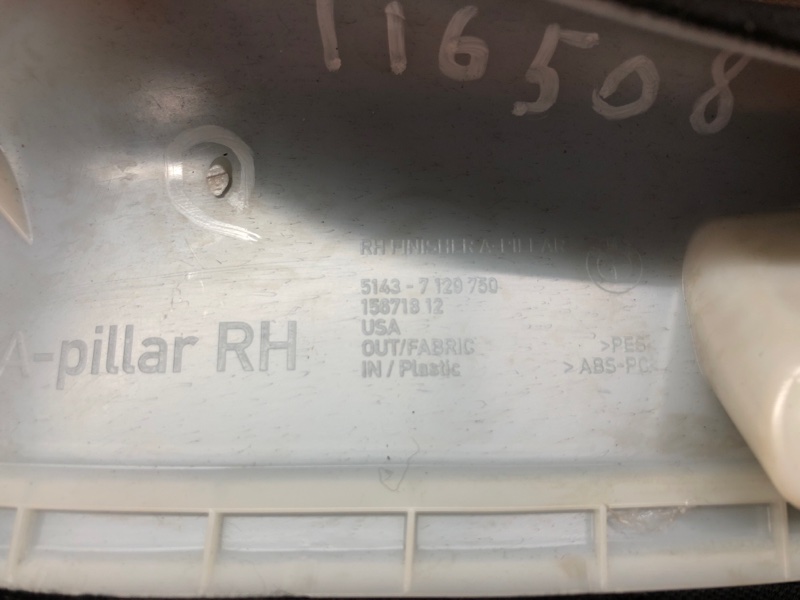 116508
RH FINISHER A-PILLAR
5143 - 7 129 750
158718 12
USA
OUT/FABRIC >PES<
IN / Plastic > ABS-PC
A-pillar RH